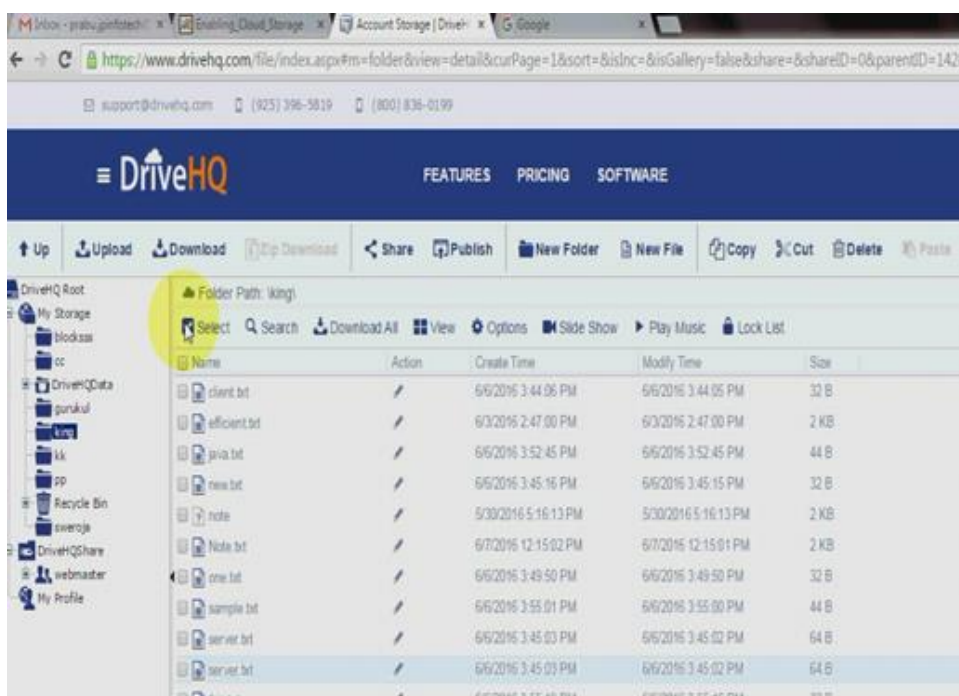 Account Storage | DriveH
Google
https://www.drivehq.com/file/index.aspx#m=folder&view=detail&curPage=1&sort=&isInc=&isGallery=false&share=&shareID=0&parentID=142
support@drivehq.com (925) 396-5819 (800) 836-0199
DriveHQ FEATURES PRICING SOFTWARE
Up Upload Download Zip Download Share Publish New Folder New File Copy Cut Delete Paste
DriveHQ Root
My Storage
cc
DriveHQData
gurukul
king
kk
pp
Recycle Bin
sweroja
DriveHQShare
webmaster
My Profile
Folder Path: \king\
Select Search Download All View Options Slide Show Play Music Lock List
Name Action Create Time Modify Time Size
client.txt 6/6/2016 3:44:06 PM 6/6/2016 3:44:05 PM 32 B
efficient.txt 6/3/2016 2:47:00 PM 6/3/2016 2:47:00 PM 2 KB
java.txt 6/6/2016 3:52:45 PM 6/6/2016 3:52:45 PM 44 B
new.txt 6/6/2016 3:45:16 PM 6/6/2016 3:45:15 PM 32 B
note 5/30/2016 5:16:13 PM 5/30/2016 5:16:13 PM 2 KB
Note.txt 6/7/2016 12:15:02 PM 6/7/2016 12:15:01 PM 2 KB
one.txt 6/6/2016 3:49:50 PM 6/6/2016 3:49:50 PM 32 B
sample.txt 6/6/2016 3:55:01 PM 6/6/2016 3:55:00 PM 44 B
server.txt 6/6/2016 3:45:03 PM 6/6/2016 3:45:02 PM 64 B
server.txt 6/6/2016 3:45:03 PM 6/6/2016 3:45:02 PM 64 B